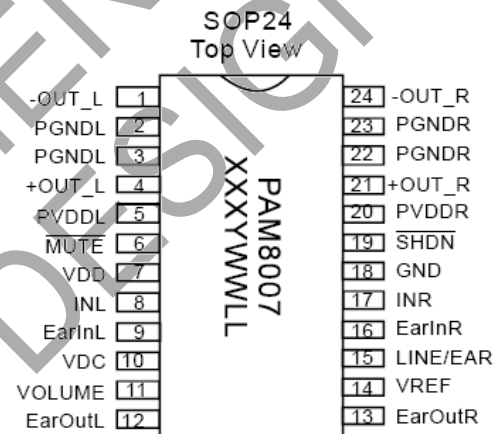 SOP24
Top View
-OUT_L 1
PGNDL 2
PGNDL 3
+OUT_L 4
PVDDL 5
MUTE 6
VDD 7
INL 8
EarInL 9
VDC 10
VOLUME 11
EarOutL 12
PAM8007
XXXYWWLL
24 -OUT_R
23 PGNDR
22 PGNDR
21 +OUT_R
20 PVDDR
19 SHDN
18 GND
17 INR
16 EarInR
15 LINE/EAR
14 VREF
13 EarOutR
DESIGN